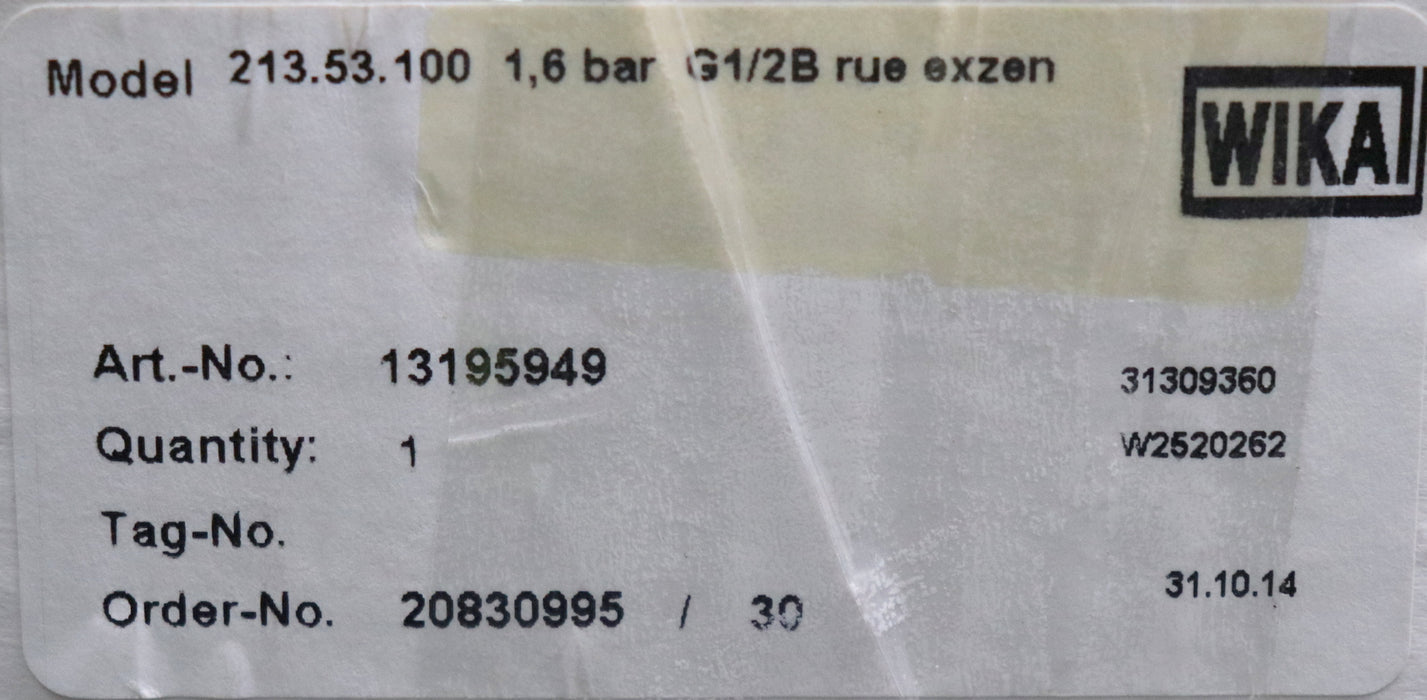 Model 213.53.100 1,6 bar G1/2B rue exzen
WIKA
Art.-No.: 13195949 31309360
Quantity: 1 W2520262
Tag-No.
31.10.14
Order-No. 20830995 / 30